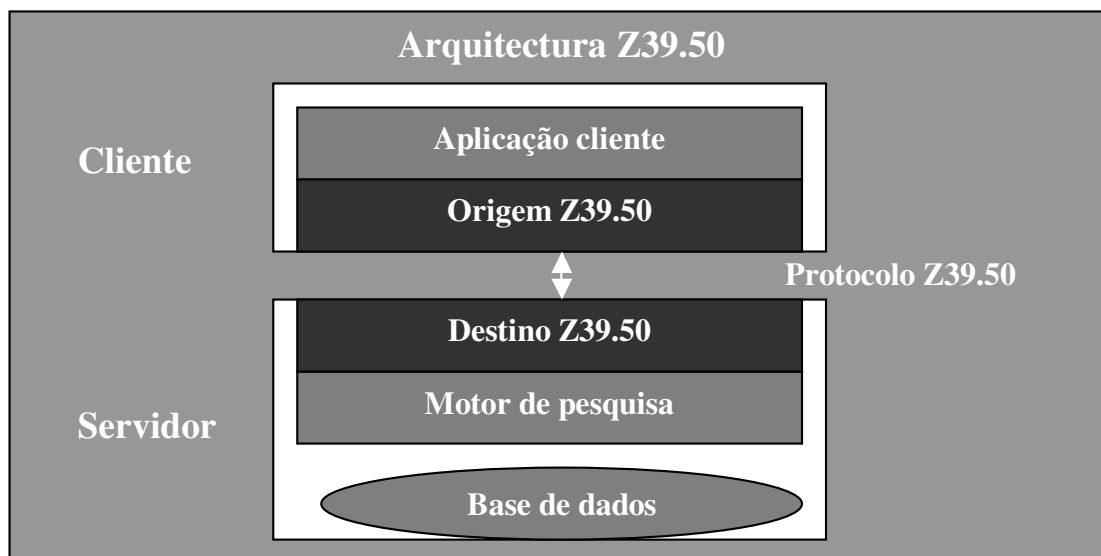 Arquitectura Z39.50
Aplicação cliente
Cliente
Origem Z39.50
Protocolo Z39.50
Destino Z39.50
Motor de pesquisa
Servidor
Base de dados